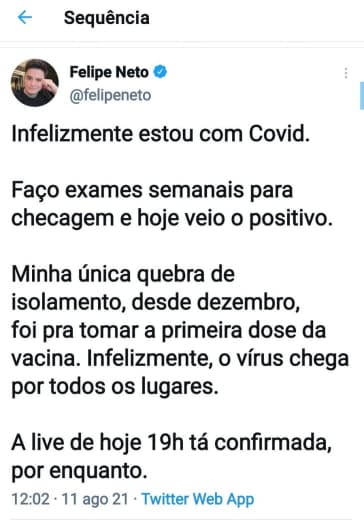 Sequência
Felipe Neto
@felipeneto
Infelizmente estou com Covid.
Faço exames semanais para
checagem e hoje veio o positivo.
Minha única quebra de
isolamento, desde dezembro,
foi pra tomar a primeira dose da
vacina. Infelizmente, o vírus chega
por todos os lugares.
A live de hoje 19h tá confirmada,
por enquanto.
12:02 · 11 ago 21 · Twitter Web App